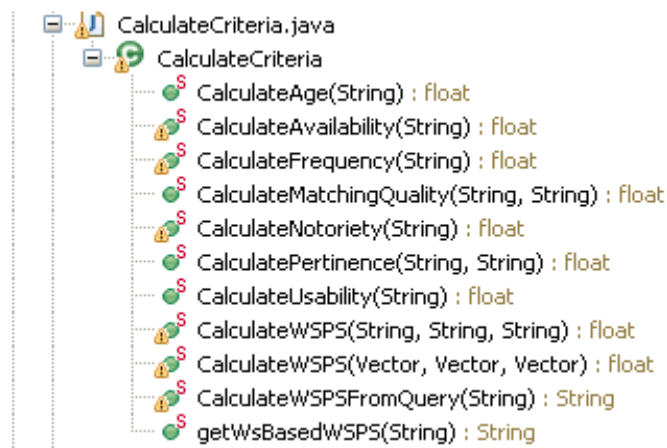 CalculateCriteria.java
CalculateCriteria
S CalculateAge(String) : float
S CalculateAvailability(String) : float
S CalculateFrequency(String) : float
S CalculateMatchingQuality(String, String) : float
S CalculateNotoriety(String) : float
S CalculatePertinence(String, String) : float
S CalculateUsability(String) : float
S CalculateWSPS(String, String, String) : float
S CalculateWSPS(Vector, Vector, Vector) : float
S CalculateWSPSFromQuery(String) : String
S getWsBasedWSPS(String) : String